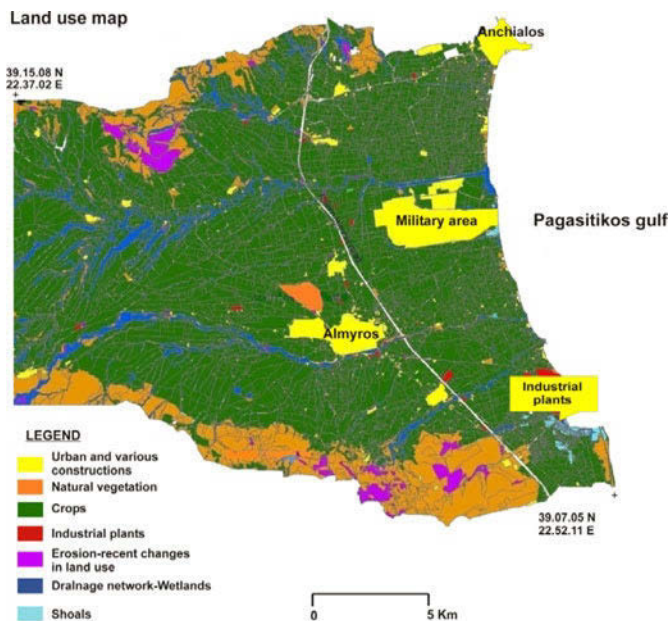 Land use map
Anchialos
39.15.08 N
22.37.02 E
+
Military area
Pagasitikos gulf
Almyros
Industrial
plants
LEGEND
Urban and various
constructions
Natural vegetation
Crops
Industrial plants
Erosion-recent changes
in land use
Drainage network-Wetlands
Shoals
+
39.07.05 N
22.52.11 E
0 5 Km